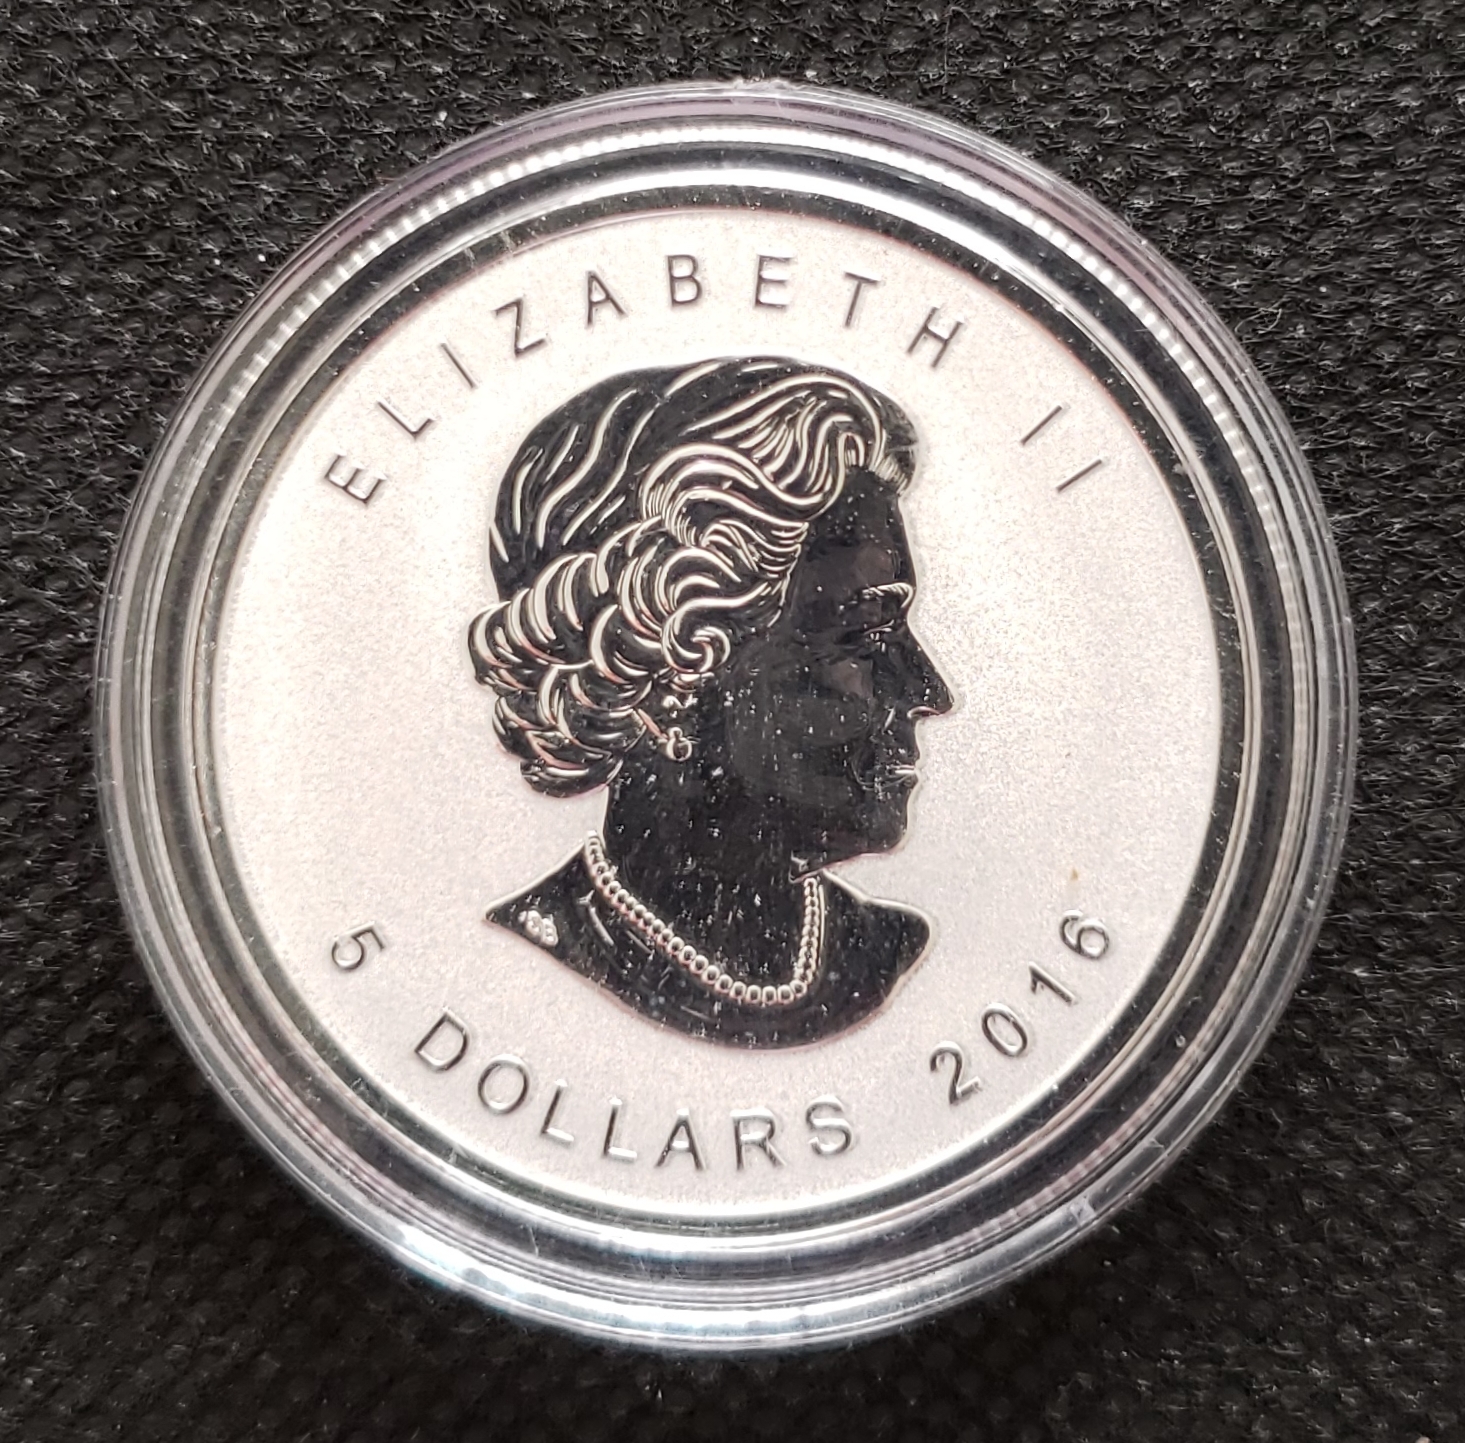 ELIZABETH II
5 DOLLARS 2016